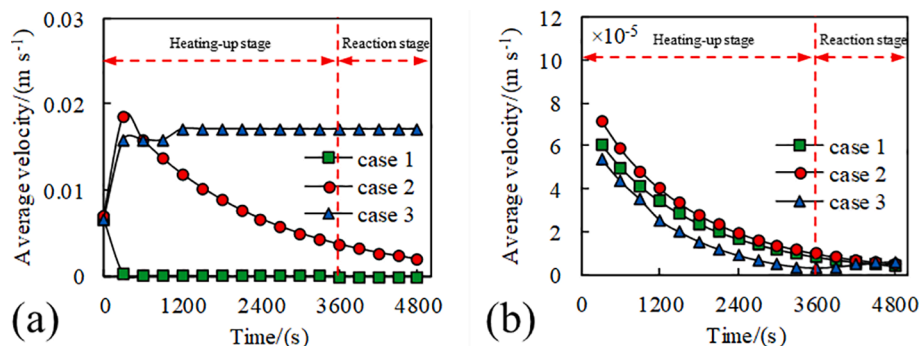 (a)
Average velocity/(m s⁻¹)
0.03
0.02
0.01
0
Heating-up stage
Reaction stage
case 1
case 2
case 3
0 1200 2400 3600 4800
Time/(s)
(b)
Average velocity/(m s⁻¹)
12
10
8
6
4
2
0
×10⁻⁵
Heating-up stage
Reaction stage
case 1
case 2
case 3
0 1200 2400 3600 4800
Time/(s)